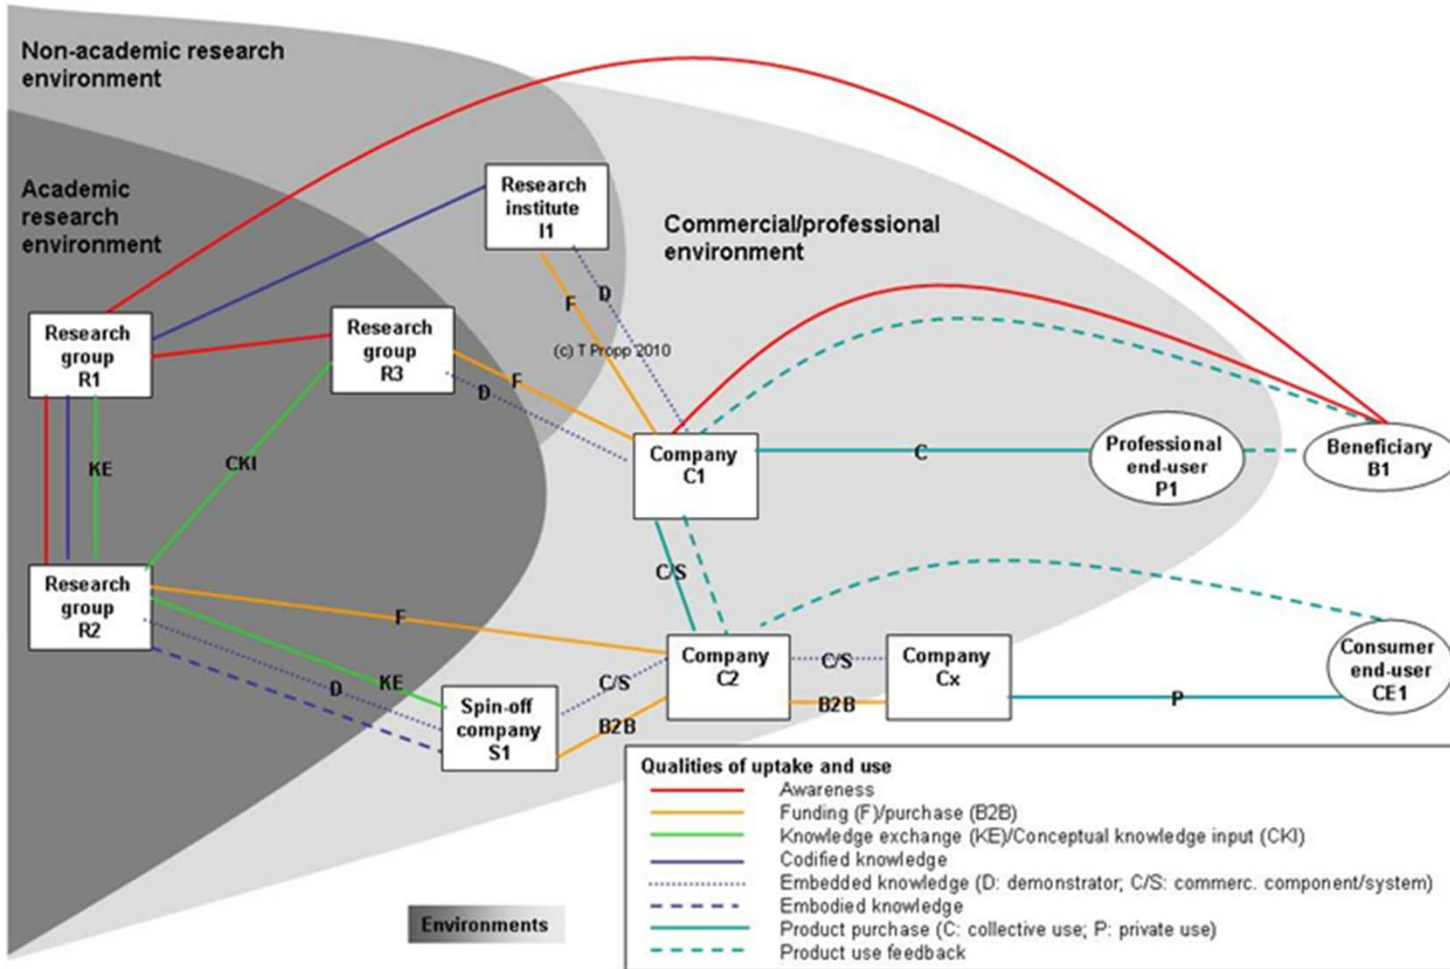 Non-academic research
environment
Academic
research
environment
Research
institute
I1
Commercial/professional
environment
F
D
(c) T Propp 2010
Research
group
R1
Research
group
R3
F
D
KE
CKI
Company
C1
C
Professional
end-user
P1
Beneficiary
B1
C/S
Research
group
R2
F
KE
D
Spin-off
company
S1
C/S
B2B
Company
C2
C/S
B2B
Company
Cx
P
Consumer
end-user
CE1
Qualities of uptake and use
Awareness
Funding (F)/purchase (B2B)
Knowledge exchange (KE)/Conceptual knowledge input (CKI)
Codified knowledge
Embedded knowledge (D: demonstrator; C/S: commerc. component/system)
Embodied knowledge
Product purchase (C: collective use; P: private use)
Product use feedback
Environments